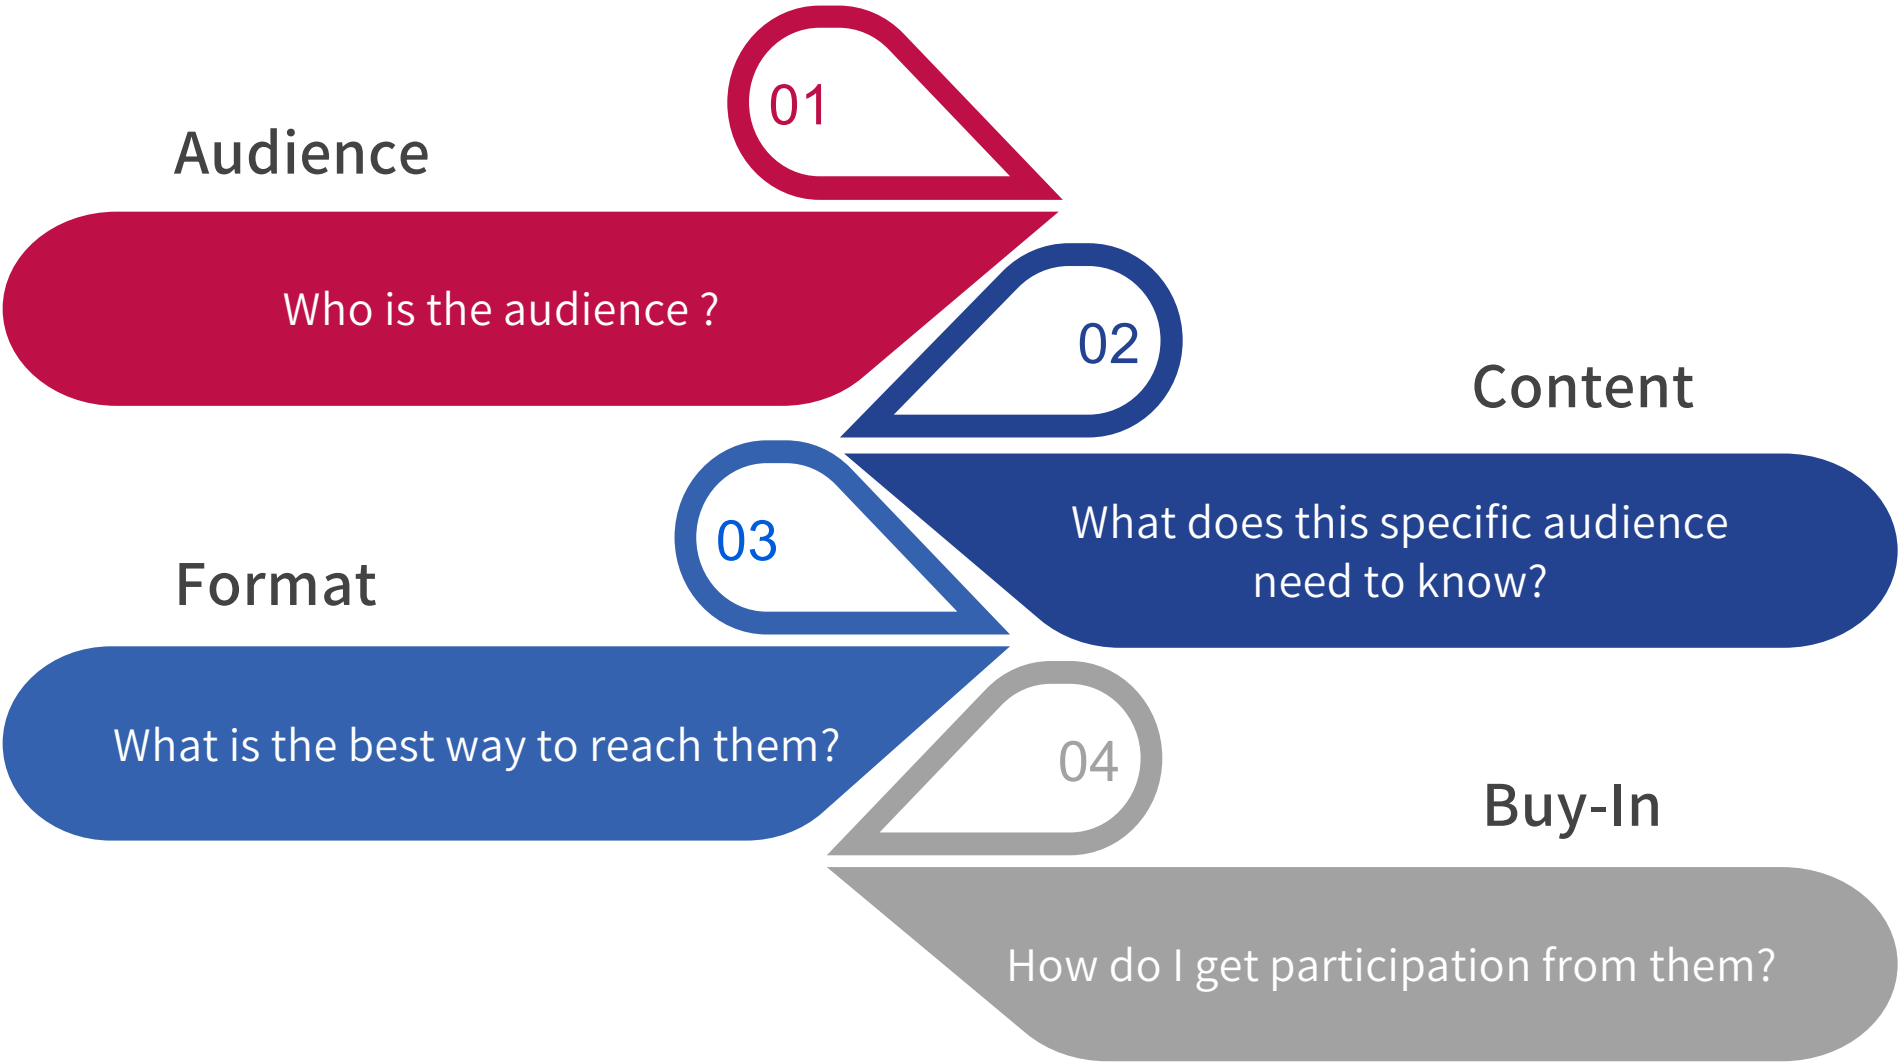 01
Audience
Who is the audience ?
02
Content
What does this specific audience
need to know?
03
Format
What is the best way to reach them?
04
Buy-In
How do I get participation from them?